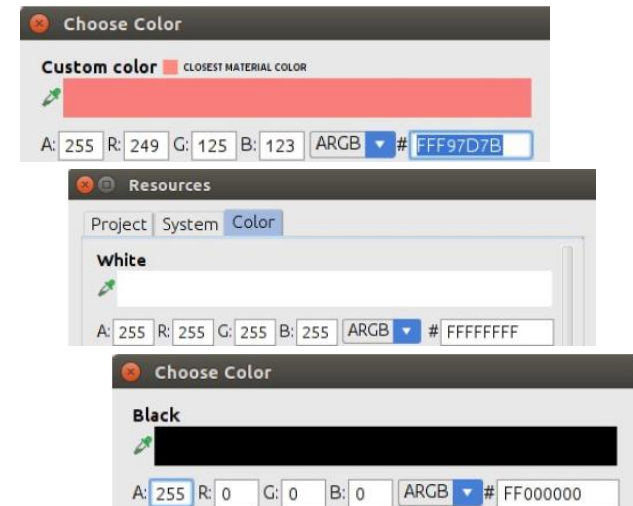 Choose Color
Custom color CLOSEST MATERIAL COLOR
A: 255 R: 249 G: 125 B: 123 ARGB # FFF97D7B
Resources
Project System Color
White
A: 255 R: 255 G: 255 B: 255 ARGB # FFFFFFFF
Choose Color
Black
A: 255 R: 0 G: 0 B: 0 ARGB # FF000000